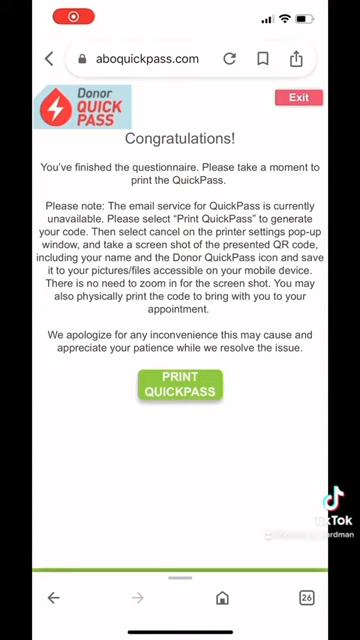 aboquickpass.com
Donor
QUICK
PASS
Exit
Congratulations!
You've finished the questionnaire. Please take a moment to
print the QuickPass.
Please note: The email service for QuickPass is currently
unavailable. Please select "Print QuickPass" to generate
your code. Then select cancel on the printer settings pop-up
window, and take a screen shot of the presented QR code,
including your name and the Donor QuickPass icon and save
it to your pictures/files accessible on your mobile device.
There is no need to zoom in for the screen shot. You may
also physically print the code to bring with you to your
appointment.
We apologize for any inconvenience this may cause and
appreciate your patience while we resolve the issue.
PRINT
QUICKPASS
TikTok
26